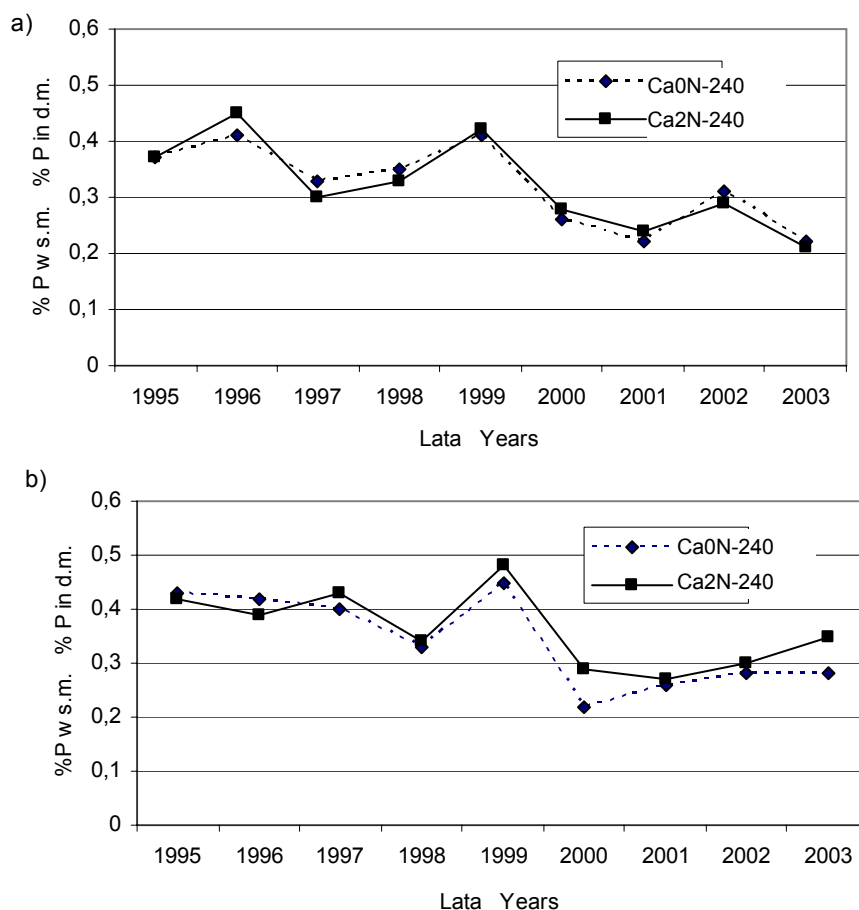 a)
% P w s.m. % P in d.m.
0,6
0,5
0,4
0,3
0,2
0,1
0
Ca0N-240
Ca2N-240
1995 1996 1997 1998 1999 2000 2001 2002 2003
Lata Years
b)
%P w s.m. % P in d.m.
0,6
0,5
0,4
0,3
0,2
0,1
0
Ca0N-240
Ca2N-240
1995 1996 1997 1998 1999 2000 2001 2002 2003
Lata Years